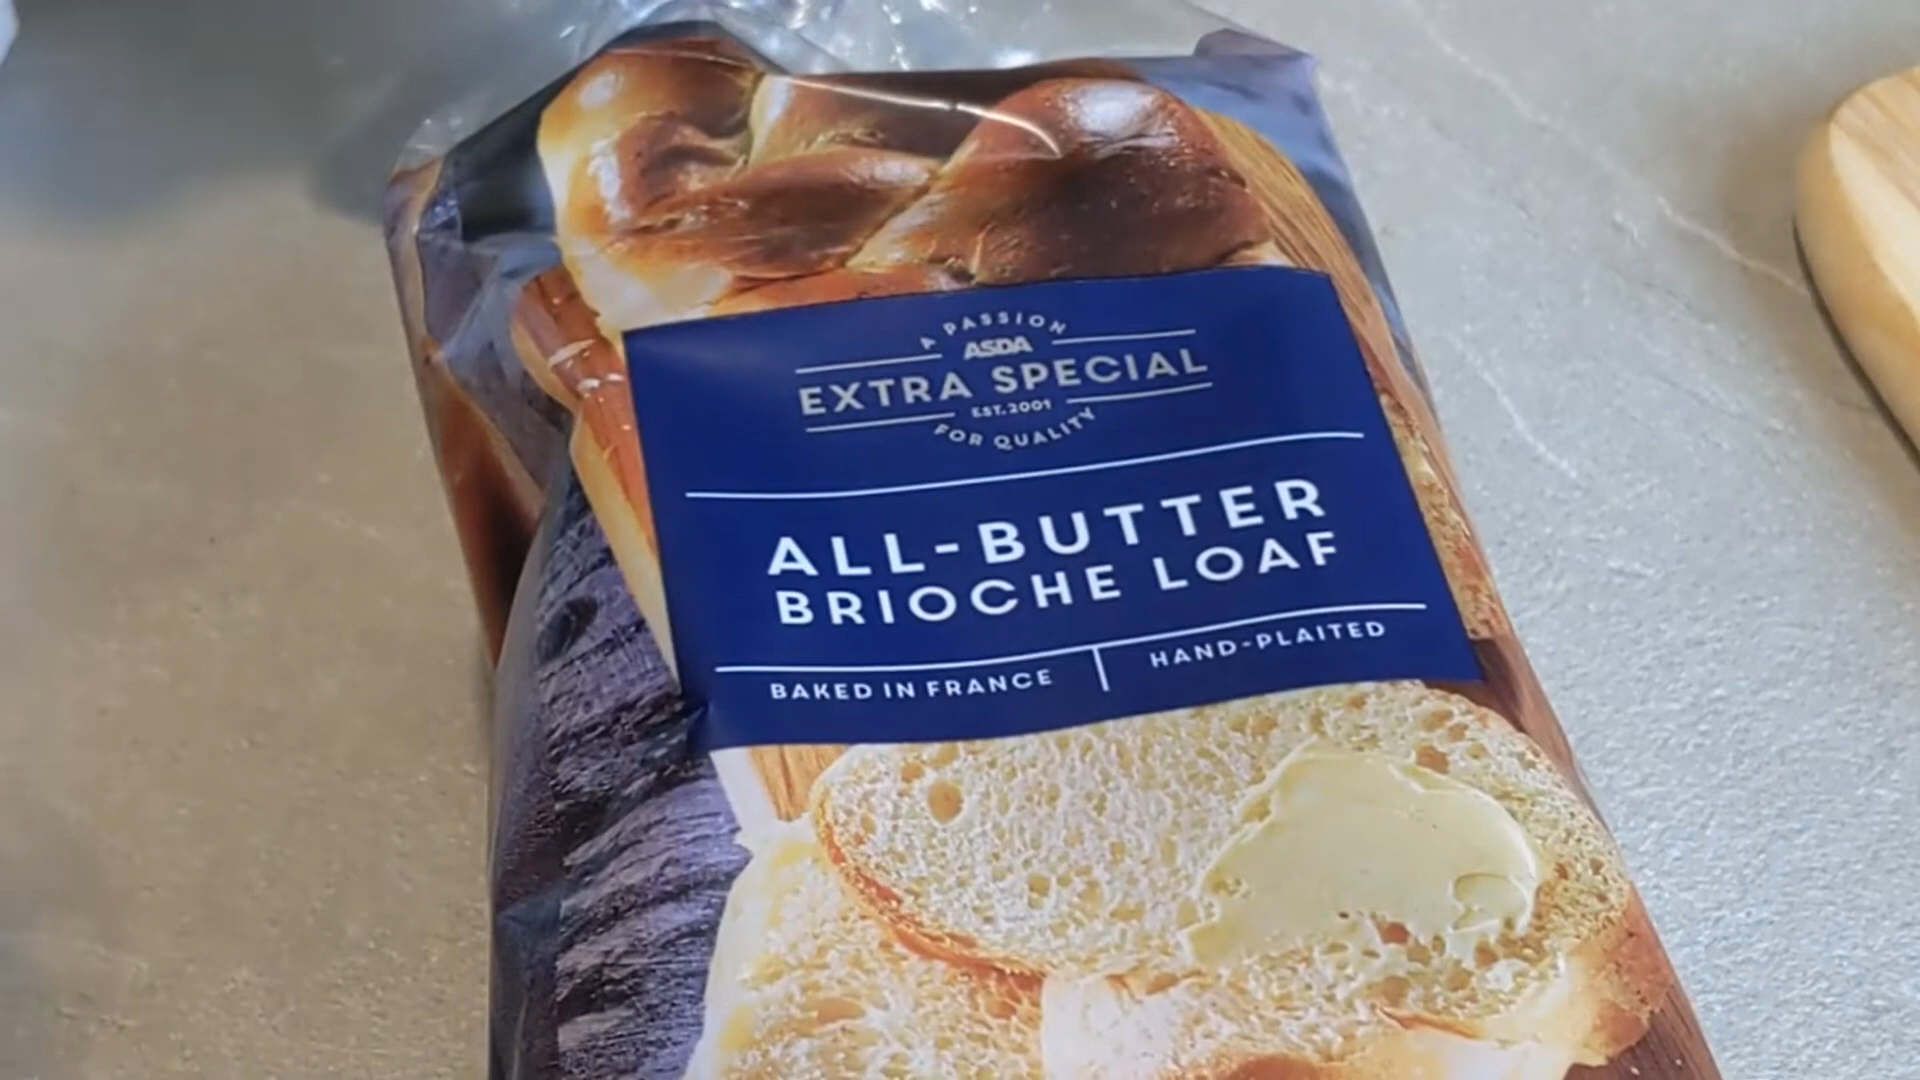 A PASSION
ASDA
EXTRA SPECIAL
EST. 2001
FOR QUALITY
ALL-BUTTER
BRIOCHE LOAF
BAKED IN FRANCE | HAND-PLAITED